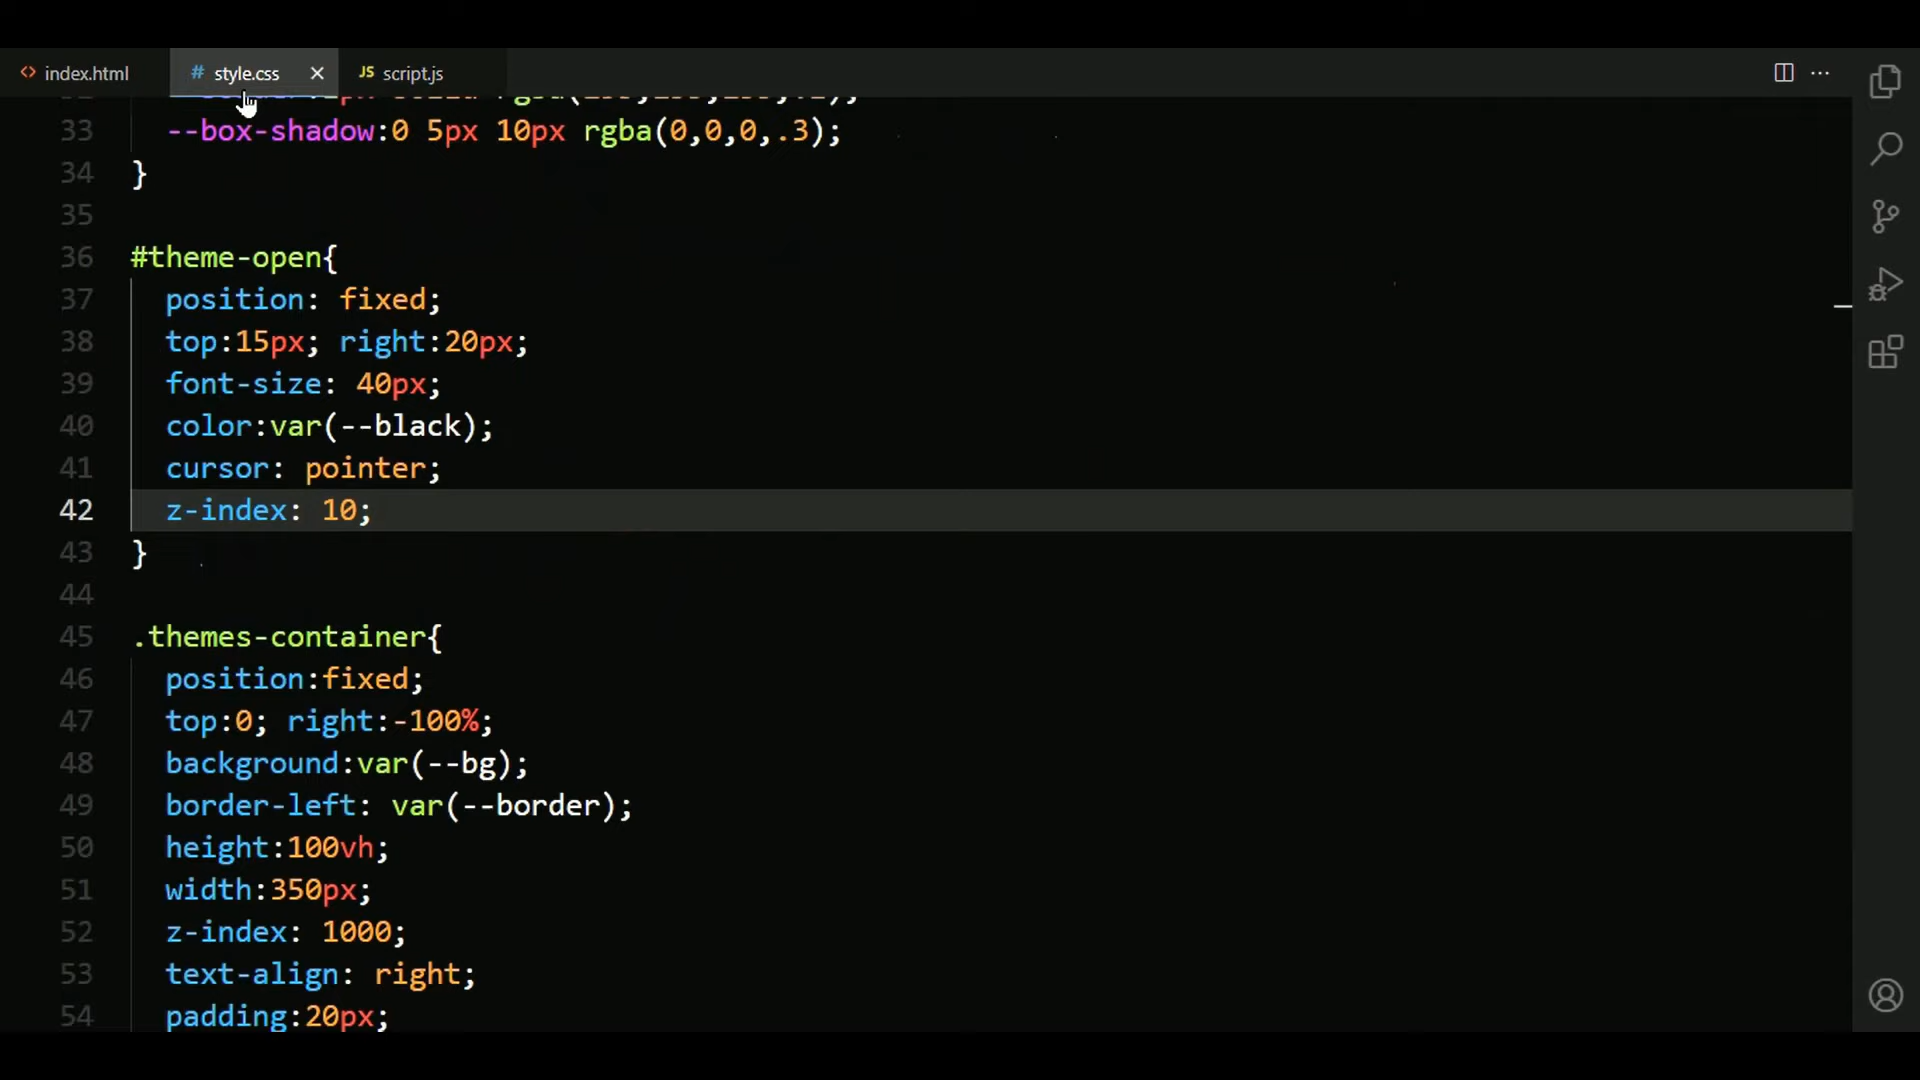 index.html
style.css
script.js
33 --box-shadow:0 5px 10px rgba(0,0,0,.3);
34 }
35
36 #theme-open{
37 position: fixed;
38 top:15px; right:20px;
39 font-size: 40px;
40 color:var(--black);
41 cursor: pointer;
42 z-index: 10;
43 }
44
45 .themes-container{
46 position:fixed;
47 top:0; right:-100%;
48 background:var(--bg);
49 border-left: var(--border);
50 height:100vh;
51 width:350px;
52 z-index: 1000;
53 text-align: right;
54 padding:20px;